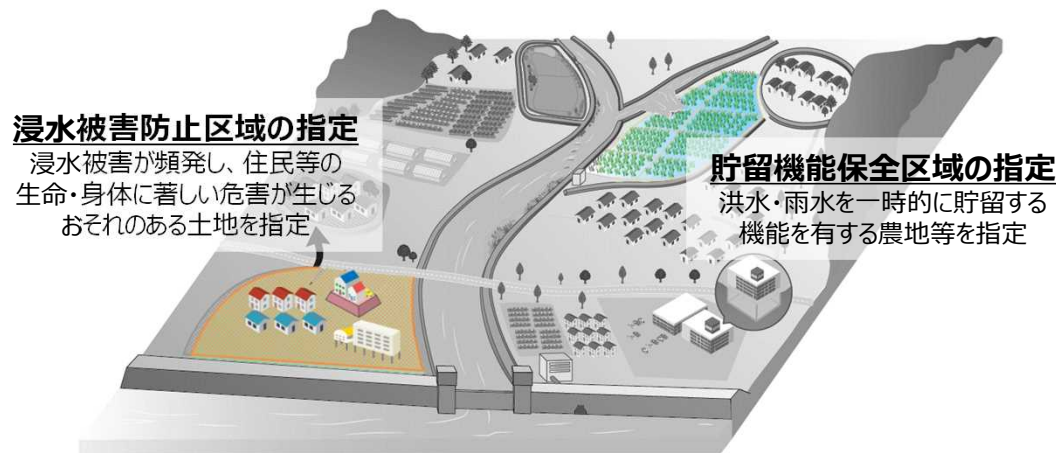 浸水被害防止区域の指定
浸水被害が頻発し、住民等の
生命・身体に著しい危害が生じる
おそれのある土地を指定
貯留機能保全区域の指定
洪水・雨水を一時的に貯留する
機能を有する農地等を指定